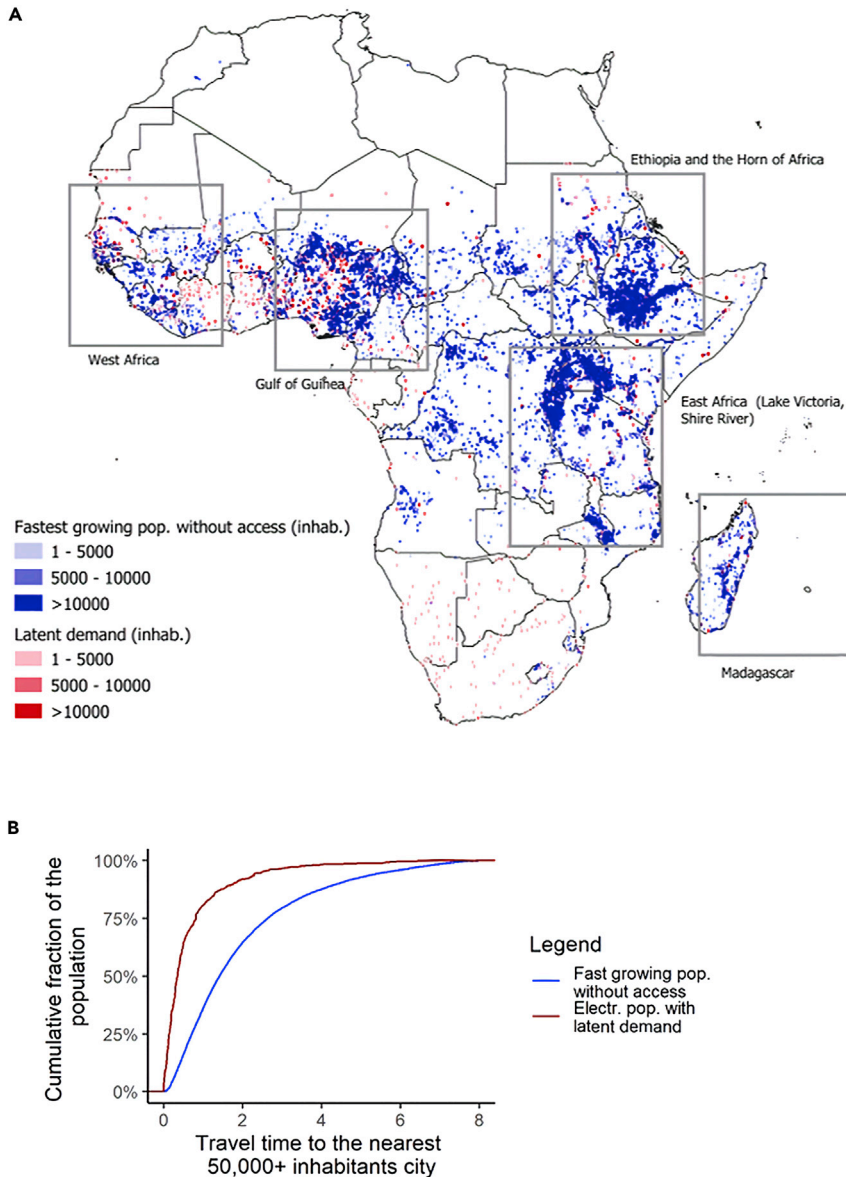 A
Ethiopia and the Horn of Africa
West Africa
Gulf of Guinea
East Africa (Lake Victoria,
Shire River)
Fastest growing pop. without access (inhab.)
1 - 5000
5000 - 10000
>10000
Latent demand (inhab.)
1 - 5000
5000 - 10000
>10000
Madagascar
B
100%
75%
50%
25%
0%
Cumulative fraction of the
population
0 2 4 6 8
Travel time to the nearest
50,000+ inhabitants city
Legend
Fast growing pop.
without access
Electr. pop. with
latent demand